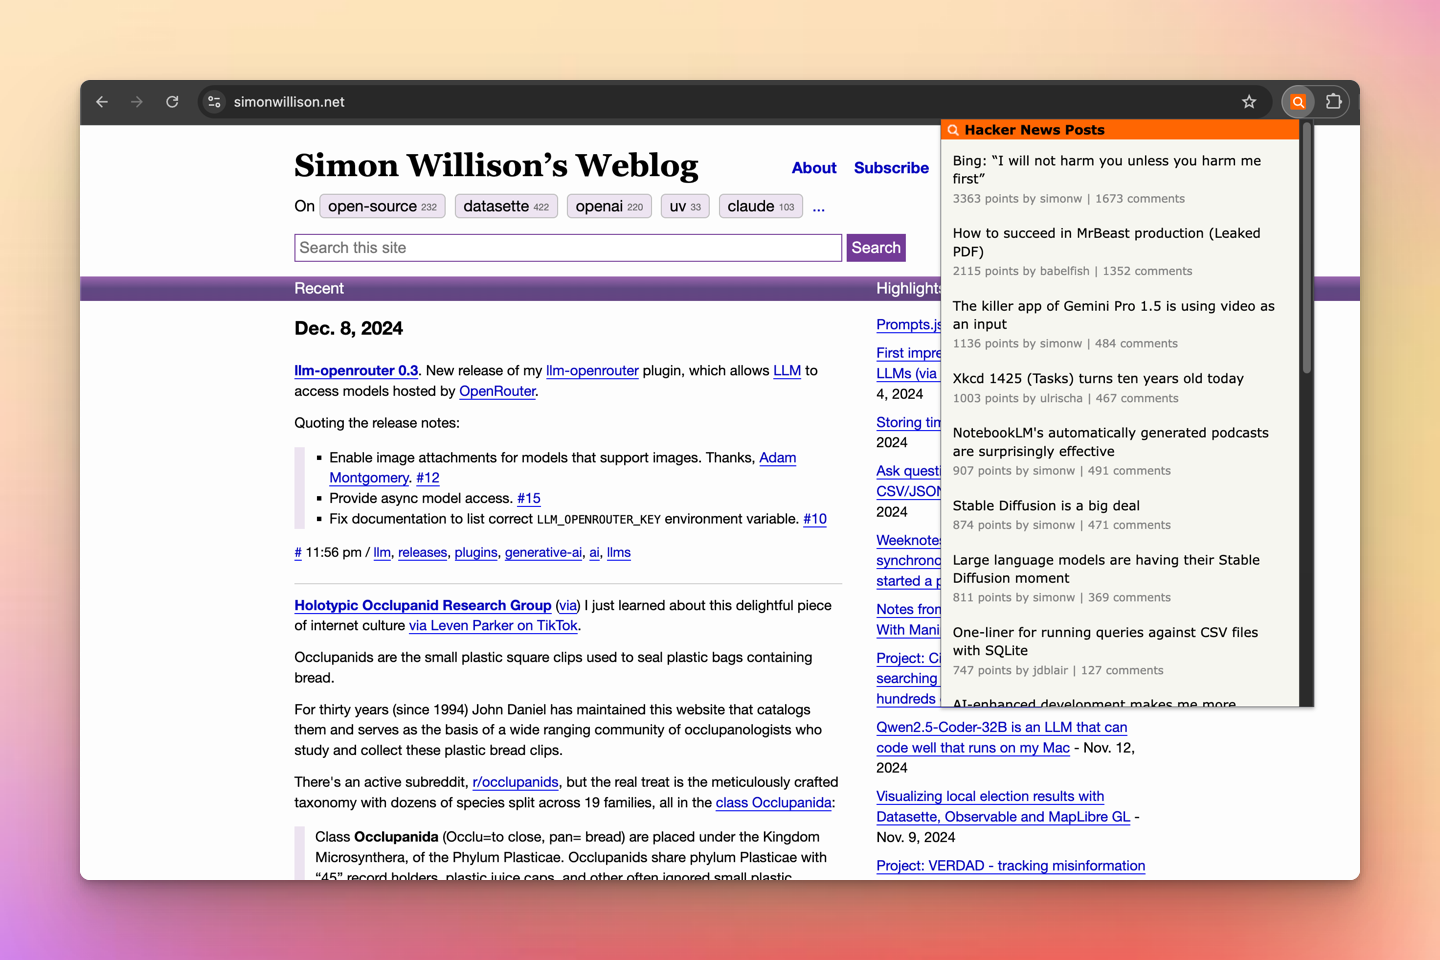 simonwillison.net
Simon Willison’s Weblog
About Subscribe
On open-source 232 datasette 422 openai 220 uv 33 claude 103 ...
Search this site
Search
Recent
Dec. 8, 2024
llm-openrouter 0.3. New release of my llm-openrouter plugin, which allows LLM to
access models hosted by OpenRouter.
Quoting the release notes:
▪ Enable image attachments for models that support images. Thanks, Adam
Montgomery. #12
▪ Provide async model access. #15
▪ Fix documentation to list correct LLM_OPENROUTER_KEY environment variable. #10
# 11:56 pm / llm, releases, plugins, generative-ai, ai, llms
Holotypic Occlupanid Research Group (via) I just learned about this delightful piece
of internet culture via Leven Parker on TikTok.
Occlupanids are the small plastic square clips used to seal plastic bags containing
bread.
For thirty years (since 1994) John Daniel has maintained this website that catalogs
them and serves as the basis of a wide ranging community of occlupanologists who
study and collect these plastic bread clips.
There's an active subreddit, r/occlupanids, but the real treat is the meticulously crafted
taxonomy with dozens of species split across 19 families, all in the class Occlupanida:
Class Occlupanida (Occlu=to close, pan= bread) are placed under the Kingdom
Microsynthera, of the Phylum Plasticae. Occlupanids share phylum Plasticae with
“45” record holders, plastic juice caps, and other often ignored small plastic
Highlights
Prompts.js
First impre
LLMs (via
4, 2024
Storing tim
2024
Ask questi
CSV/JSON
2024
Weeknotes
synchrono
started a p
Notes from
With Mani
Project: Ci
searching
hundreds
Qwen2.5-Coder-32B is an LLM that can
code well that runs on my Mac - Nov. 12,
2024
Visualizing local election results with
Datasette, Observable and MapLibre GL -
Nov. 9, 2024
Project: VERDAD - tracking misinformation
Hacker News Posts
Bing: “I will not harm you unless you harm me
first”
3363 points by simonw | 1673 comments
How to succeed in MrBeast production (Leaked
PDF)
2115 points by babelfish | 1352 comments
The killer app of Gemini Pro 1.5 is using video as
an input
1136 points by simonw | 484 comments
Xkcd 1425 (Tasks) turns ten years old today
1003 points by ulrischa | 467 comments
NotebookLM's automatically generated podcasts
are surprisingly effective
907 points by simonw | 491 comments
Stable Diffusion is a big deal
874 points by simonw | 471 comments
Large language models are having their Stable
Diffusion moment
811 points by simonw | 369 comments
One-liner for running queries against CSV files
with SQLite
747 points by jdblair | 127 comments
AI-enhanced development makes me more